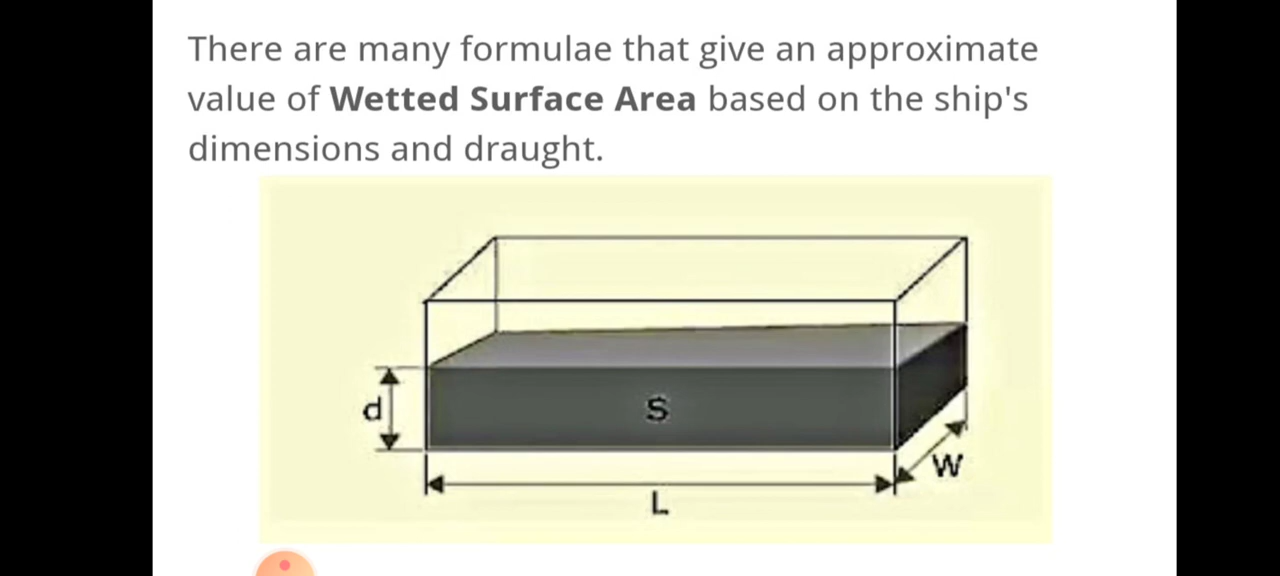 There are many formulae that give an approximate
value of Wetted Surface Area based on the ship's
dimensions and draught.
d
S
W
L